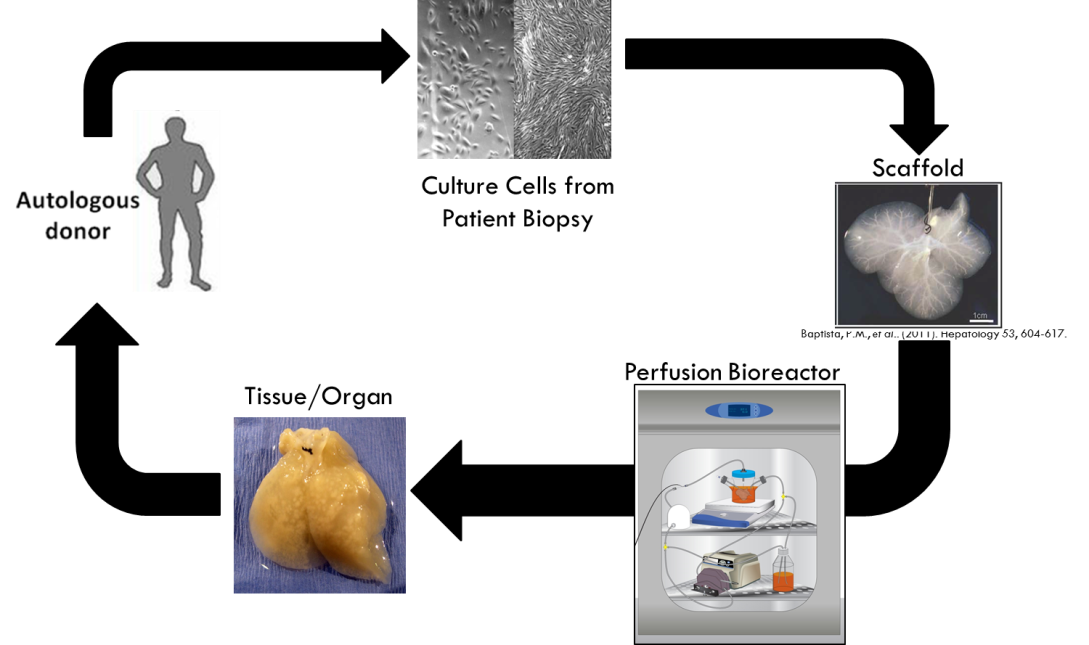 Autologous
donor
Culture Cells from
Patient Biopsy
Scaffold
1cm
Baptista, P.M., et al., (2011). Hepatology 53, 604-617.
Perfusion Bioreactor
Tissue/Organ